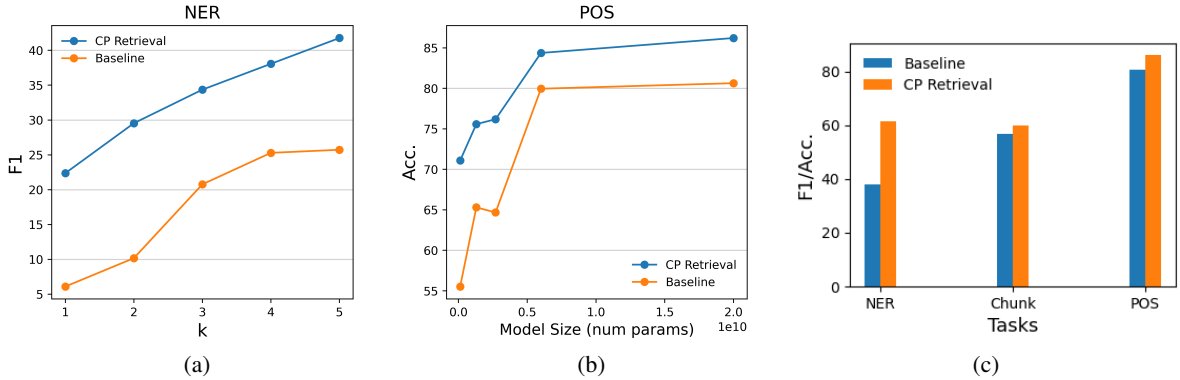 NER
CP Retrieval
Baseline
40
35
30
25
20
15
10
5
F1
1 2 3 4 5
k
(a)
POS
85
80
75
70
65
60
55
Acc.
CP Retrieval
Baseline
0.0 0.5 1.0 1.5 2.0
1e10
Model Size (num params)
(b)
Baseline
CP Retrieval
80
60
40
20
0
F1/Acc.
NER Chunk POS
Tasks
(c)